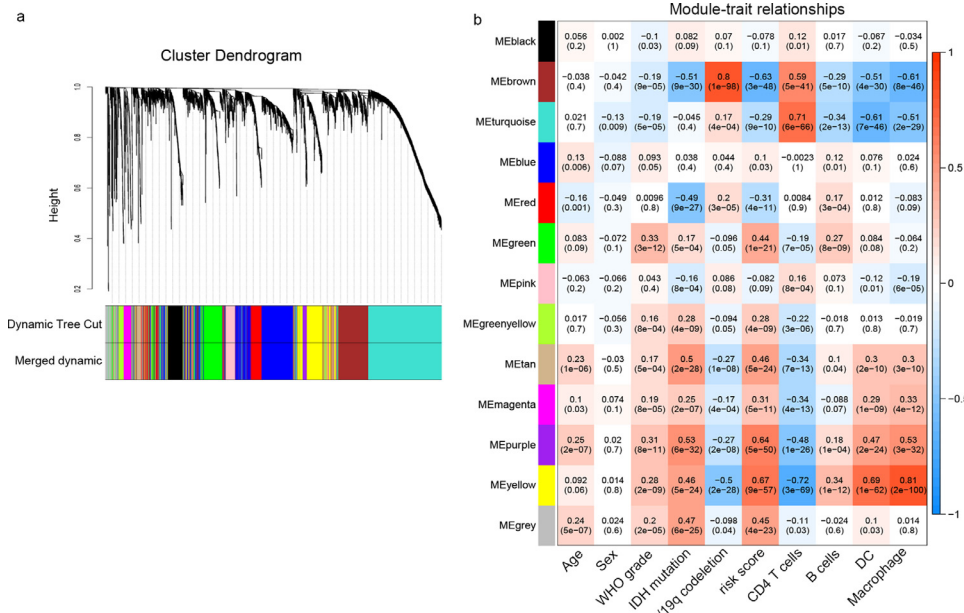 a
Cluster Dendrogram
Height
1.0
0.8
0.6
0.4
0.2
Dynamic Tree Cut
Merged dynamic
b
Module-trait relationships
MEblack
0.056 0.002 −0.1 0.082 0.07 −0.078 0.12 0.017 −0.067 −0.034
(0.2) (1) (0.03) (0.09) (0.1) (0.1) (0.01) (0.7) (0.2) (0.5)
MEbrown
−0.038 −0.042 −0.19 −0.51 0.8 −0.63 0.59 −0.29 −0.51 −0.61
(0.4) (0.4) (9e−05) (9e−30) (1e−98) (3e−48) (5e−41) (5e−10) (4e−30) (8e−46)
MEturquoise
0.021 −0.13 −0.19 −0.045 0.17 −0.29 0.71 −0.34 −0.61 −0.51
(0.7) (0.009) (5e−05) (0.4) (4e−04) (9e−10) (6e−66) (2e−13) (7e−46) (2e−29)
MEblue
0.13 −0.088 0.093 0.038 0.044 0.1 −0.0023 0.12 0.076 0.024
(0.006) (0.07) (0.05) (0.4) (0.4) (0.03) (1) (0.01) (0.1) (0.6)
MEred
−0.16 −0.049 0.0096 −0.49 0.2 −0.31 0.0084 0.17 0.012 −0.083
(0.001) (0.3) (0.8) (9e−27) (3e−05) (4e−11) (0.9) (3e−04) (0.8) (0.09)
MEgreen
0.083 −0.072 0.33 0.17 −0.096 0.44 −0.19 0.27 0.084 −0.064
(0.09) (0.1) (3e−12) (5e−04) (0.05) (1e−21) (7e−05) (8e−09) (0.08) (0.2)
MEpink
−0.063 −0.066 0.043 −0.16 0.086 −0.082 0.16 0.073 −0.12 −0.19
(0.2) (0.2) (0.4) (8e−04) (0.08) (0.09) (8e−04) (0.1) (0.01) (6e−05)
MEgreenyellow
0.017 −0.056 0.16 0.28 −0.094 0.28 −0.22 −0.018 0.013 −0.019
(0.7) (0.3) (8e−04) (4e−09) (0.05) (4e−09) (3e−06) (0.7) (0.8) (0.7)
MEtan
0.23 −0.03 0.17 0.5 −0.27 0.46 −0.34 0.1 0.3 0.3
(1e−06) (0.5) (5e−04) (2e−28) (1e−08) (5e−24) (7e−13) (0.04) (2e−10) (3e−10)
MEmagenta
0.1 0.074 0.19 0.25 −0.17 0.31 −0.34 −0.088 0.29 0.33
(0.03) (0.1) (8e−05) (2e−07) (4e−04) (5e−11) (4e−13) (0.07) (1e−09) (4e−12)
MEpurple
0.25 0.02 0.31 0.53 −0.27 0.64 −0.48 0.18 0.47 0.53
(2e−07) (0.7) (8e−11) (6e−32) (2e−08) (5e−50) (1e−26) (1e−04) (2e−24) (3e−32)
MEyellow
0.092 0.014 0.28 0.46 −0.5 0.67 −0.72 0.34 0.69 0.81
(0.06) (0.8) (2e−09) (5e−24) (2e−28) (9e−57) (3e−69) (1e−12) (1e−62) (2e−100)
MEgrey
0.24 0.024 0.2 0.47 −0.098 0.45 −0.11 −0.024 0.1 0.014
(5e−07) (0.6) (2e−05) (6e−25) (0.04) (4e−23) (0.03) (0.6) (0.03) (0.8)
1
0.5
0
−0.5
−1
Age
Sex
WHO grade
IDH mutation
/19q codeletion
risk score
CD4 T cells
B cells
DC
Macrophage